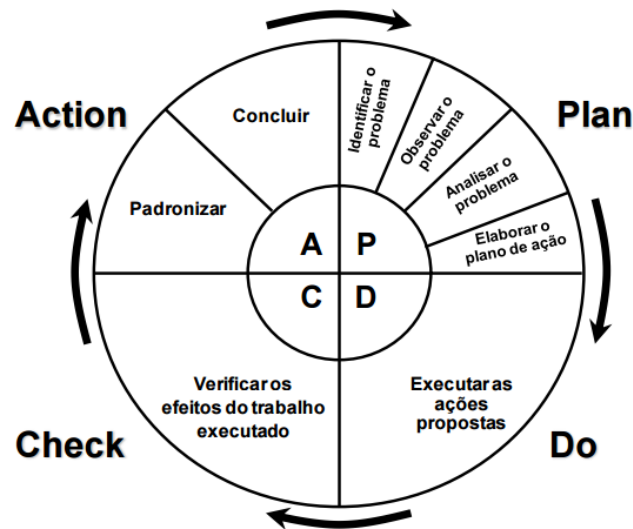 Action
Plan
Concluir
Identificar o
problema
Observar o
problema
Analisar o
problema
Elaborar o
plano de ação
Padronizar
A
P
C
D
Verificar os
efeitos do trabalho
executado
Executar as
ações
propostas
Check
Do